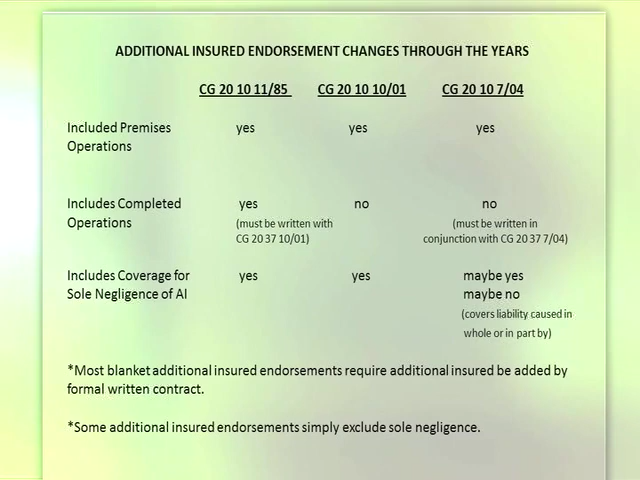 ADDITIONAL INSURED ENDORSEMENT CHANGES THROUGH THE YEARS
CG 20 10 11/85 CG 20 10 10/01 CG 20 10 7/04
Included Premises yes yes yes
Operations
Includes Completed yes no no
Operations (must be written with (must be written in
CG 20 37 10/01) conjunction with CG 20 37 7/04)
Includes Coverage for yes yes maybe yes
Sole Negligence of AI maybe no
(covers liability caused in
whole or in part by)
*Most blanket additional insured endorsements require additional insured be added by
formal written contract.
*Some additional insured endorsements simply exclude sole negligence.